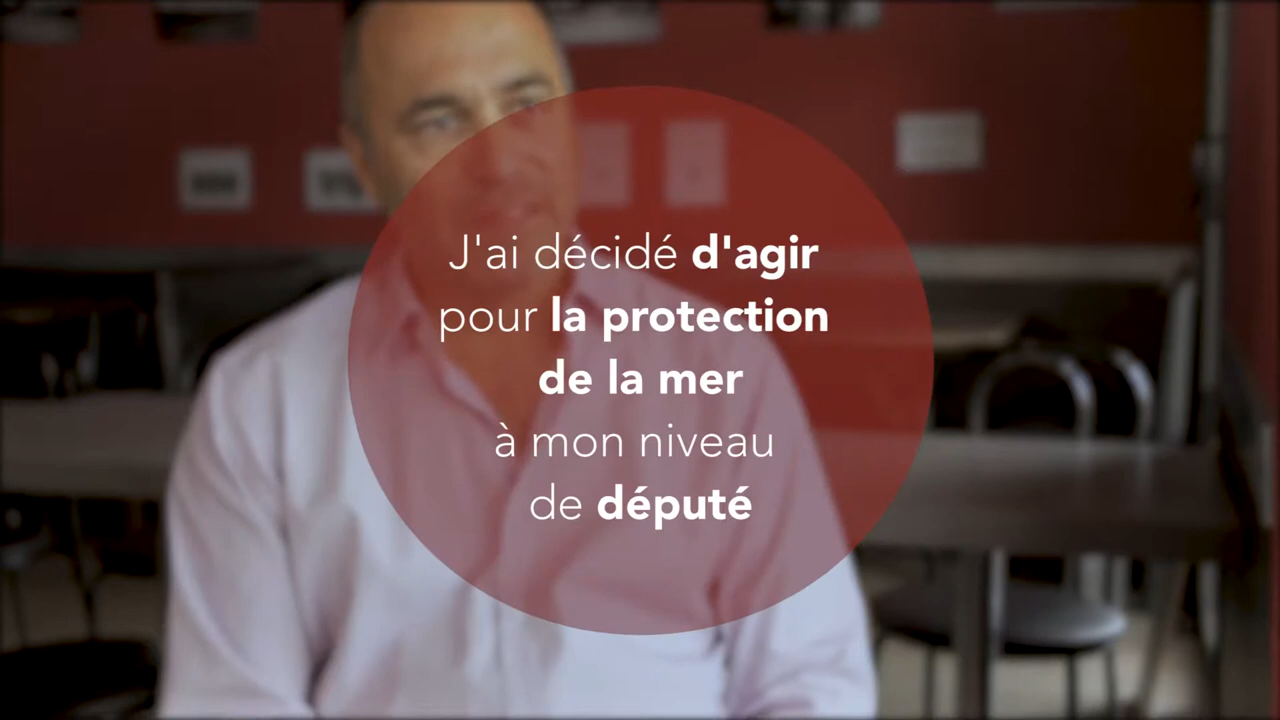 J'ai décidé d'agir
pour la protection
de la mer
à mon niveau
de député